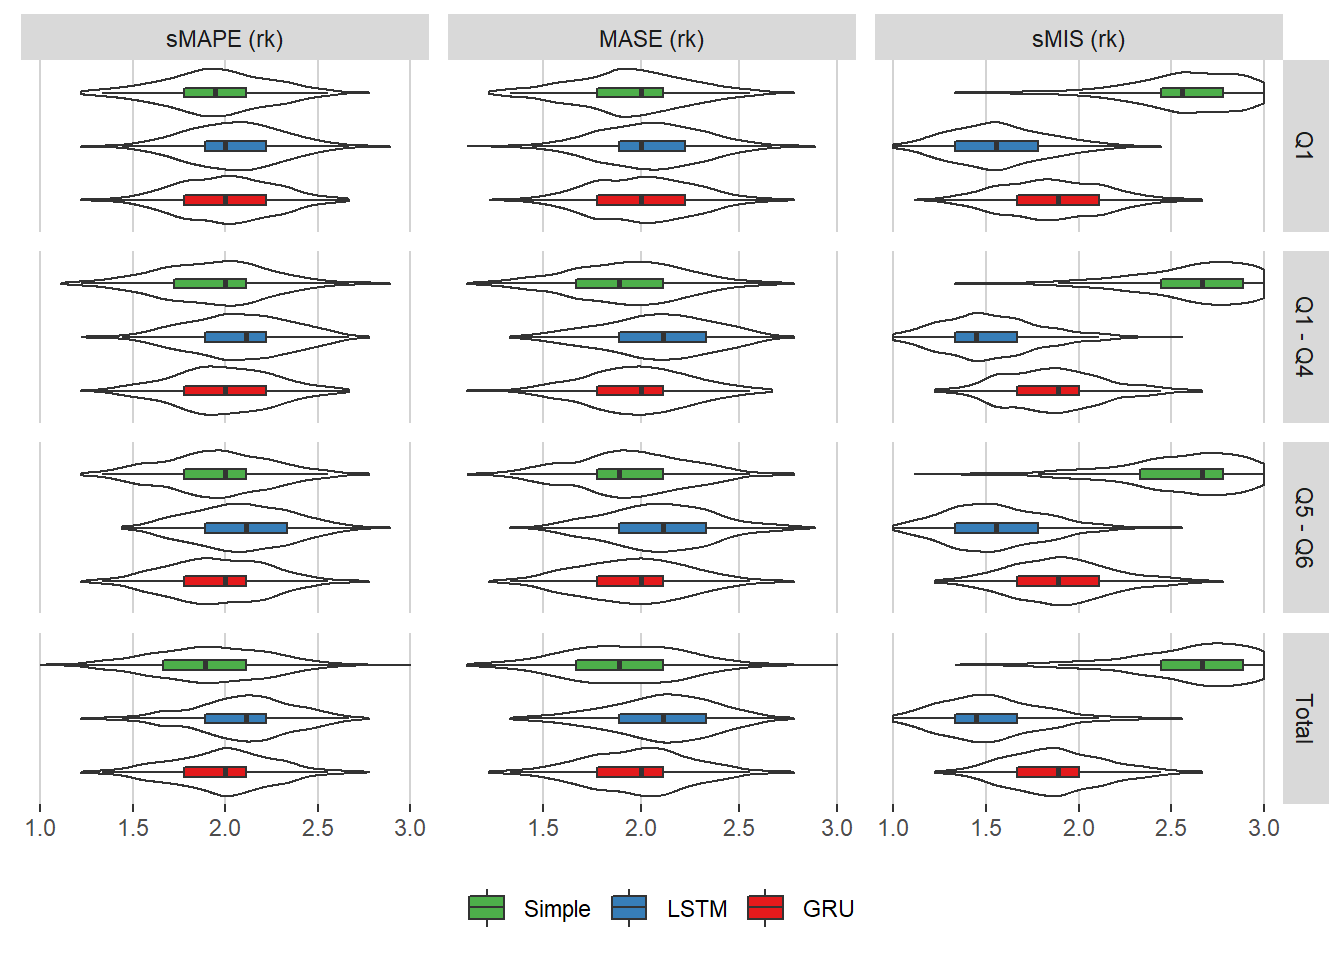 sMAPE (rk) MASE (rk) sMIS (rk)
Q1
Q1 - Q4
Q5 - Q6
Total
1.0 1.5 2.0 2.5 3.0 1.5 2.0 2.5 3.0 1.0 1.5 2.0 2.5 3.0
Simple LSTM GRU